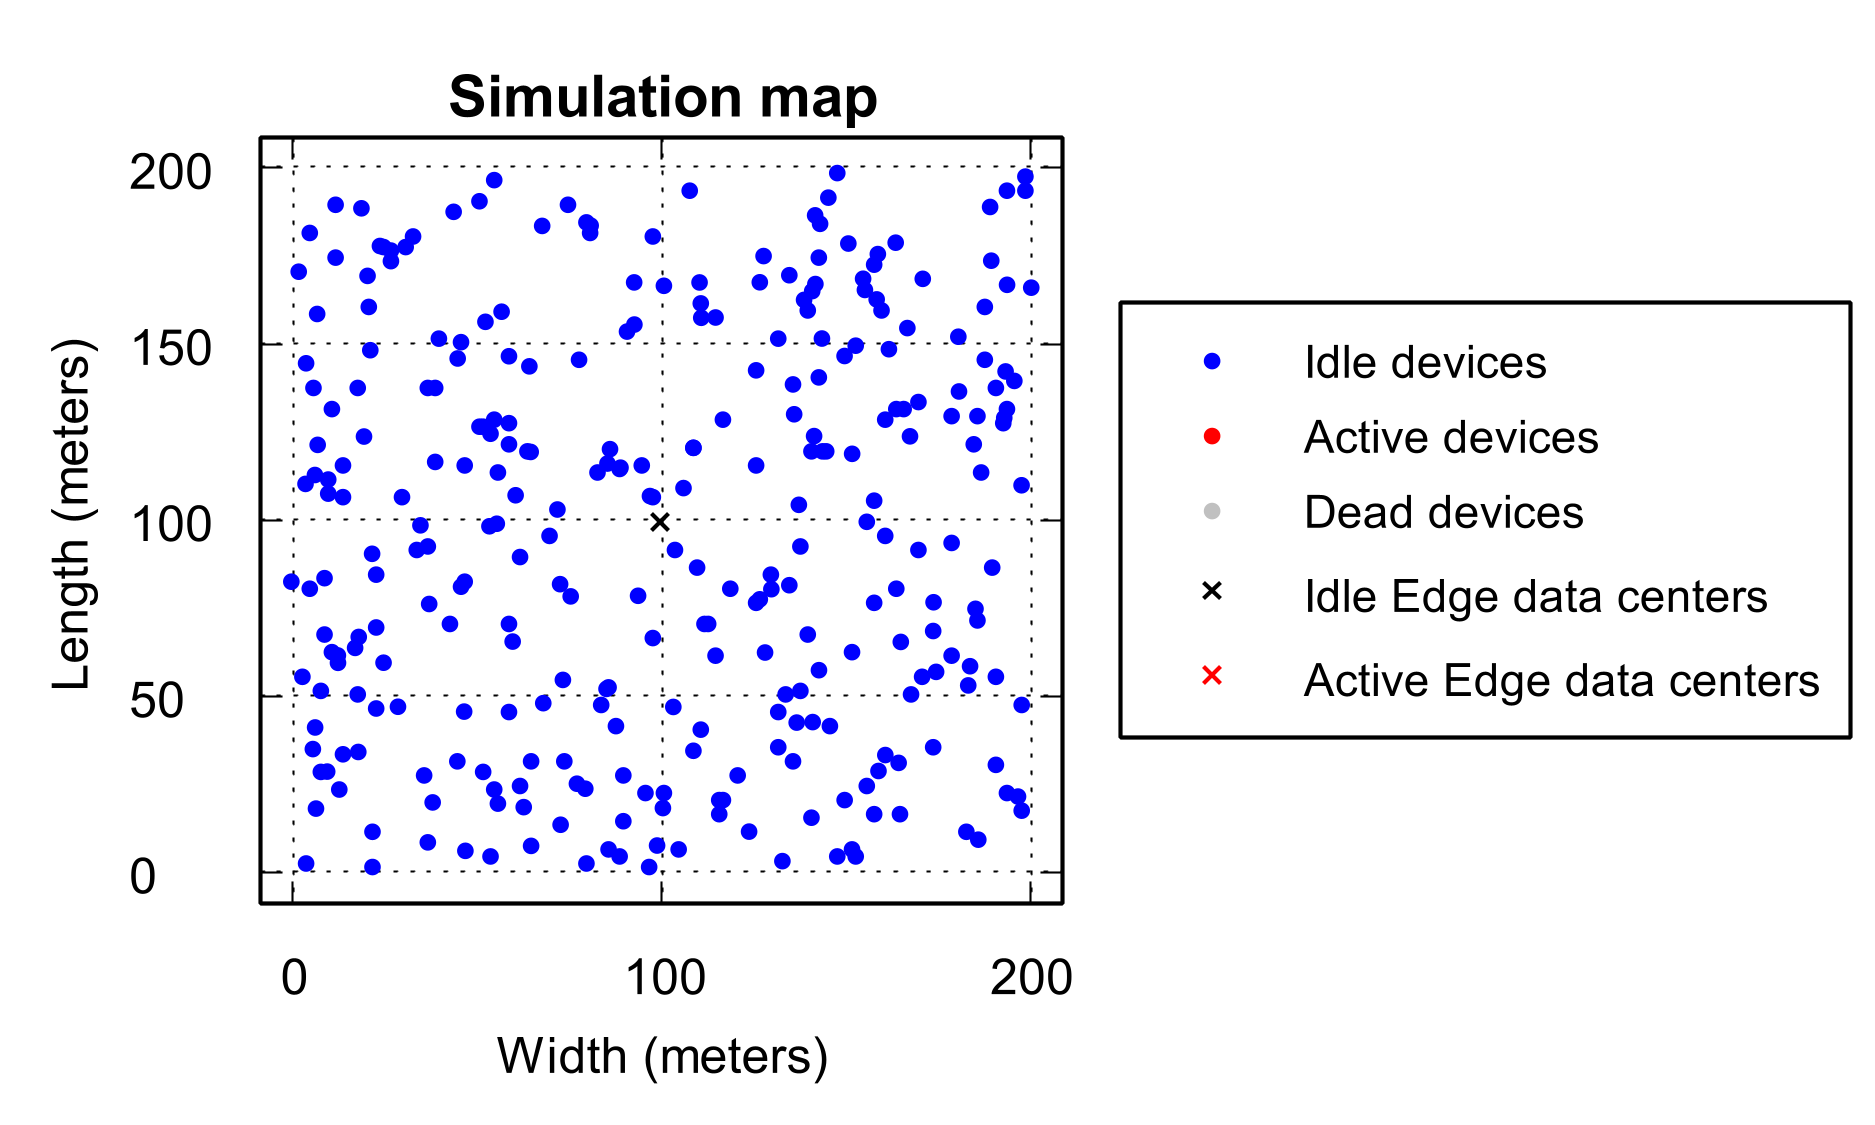 Simulation map
200
150
100
50
0
Length (meters)
0 100 200
Width (meters)
Idle devices
Active devices
Dead devices
Idle Edge data centers
Active Edge data centers